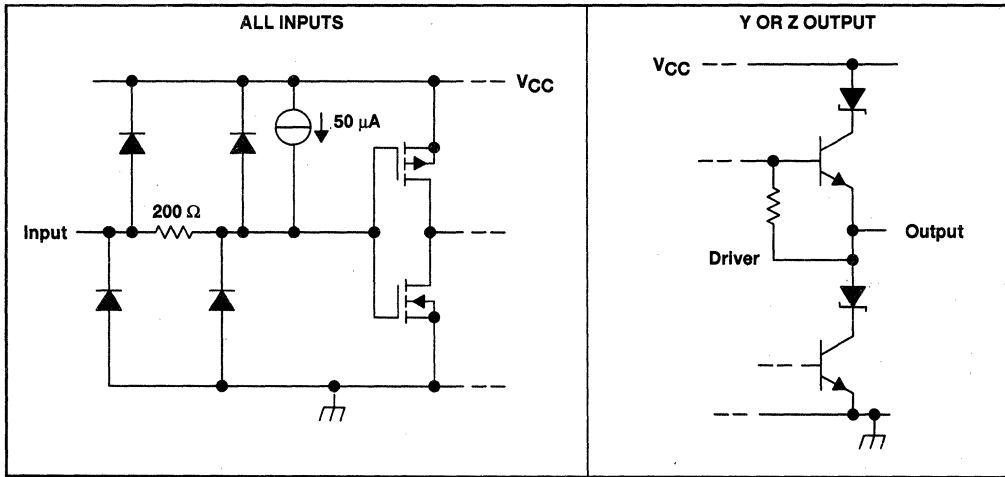 ALL INPUTS
VCC
50 µA
200 Ω
Input
Y OR Z OUTPUT
VCC
Output
Driver